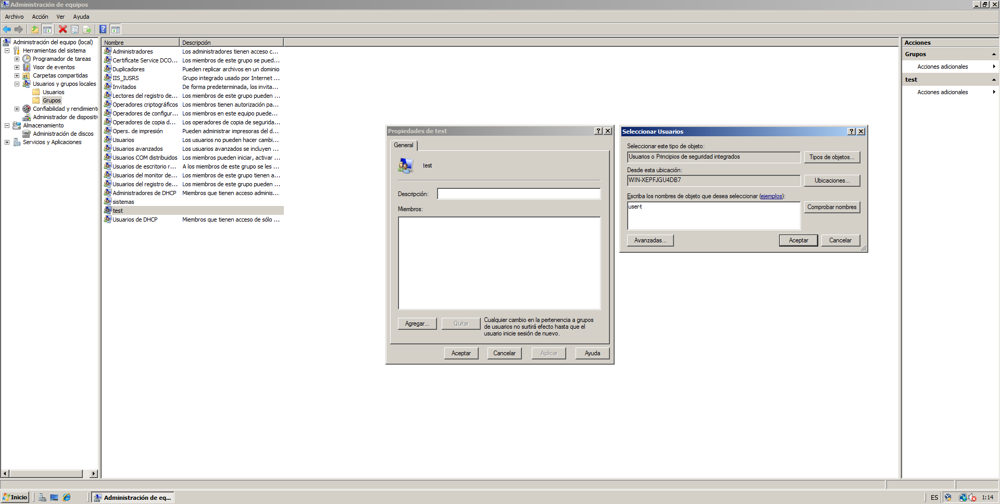 Administración de equipos
Archivo Acción Ver Ayuda
Administración del equipo (local)
Herramientas del sistema
Programador de tareas
Visor de eventos
Carpetas compartidas
Usuarios y grupos locales
Usuarios
Grupos
Confiabilidad y rendimiento
Administrador de dispositiv
Almacenamiento
Administración de discos
Servicios y Aplicaciones
Nombre Descripción
Administradores Los administradores tienen acceso c...
Certificate Service DCO... Los miembros de este grupo se pued...
Duplicadores Pueden replicar archivos en un dominio
IIS_IUSRS Grupo integrado usado por Internet ...
Invitados De forma predeterminada, los invita...
Lectores del registro de... Los miembros de este grupo pueden ...
Operadores criptográficos Los miembros tienen autorización pa...
Operadores de configur... Los miembros en este equipo puede...
Operadores de copia d... Los operadores de copia de segurida...
Opers. de impresión Pueden administrar impresoras del d...
Usuarios Los usuarios no pueden hacer cambi...
Usuarios avanzados Los usuarios avanzados se incluyen ...
Usuarios COM distribuidos Los miembros pueden iniciar, activar ...
Usuarios de escritorio r... A los miembros de este grupo se les ...
Usuarios del monitor de... Los miembros de este grupo tienen a...
Usuarios del registro de... Los miembros de este grupo pueden ...
Administradores de DHCP Miembros que tienen acceso adminis...
sistemas
test
Usuarios de DHCP Miembros que tienen acceso de sólo ...
Propiedades de test
General
test
Descripción:
Miembros:
Agregar... Quitar
Cualquier cambio en la pertenencia a grupos
de usuarios no surtirá efecto hasta que el
usuario inicie sesión de nuevo.
Aceptar Cancelar Aplicar Ayuda
Seleccionar Usuarios
Seleccionar este tipo de objeto:
Usuarios o Principios de seguridad integrados Tipos de objetos...
Desde esta ubicación:
WIN-XEPFJGU4DB7 Ubicaciones...
Escriba los nombres de objeto que desea seleccionar (ejemplos):
user-t Comprobar nombres
Avanzadas... Aceptar Cancelar
Acciones
Grupos
Acciones adicionales
test
Acciones adicionales
Inicio Administración de eq... ES 1:14